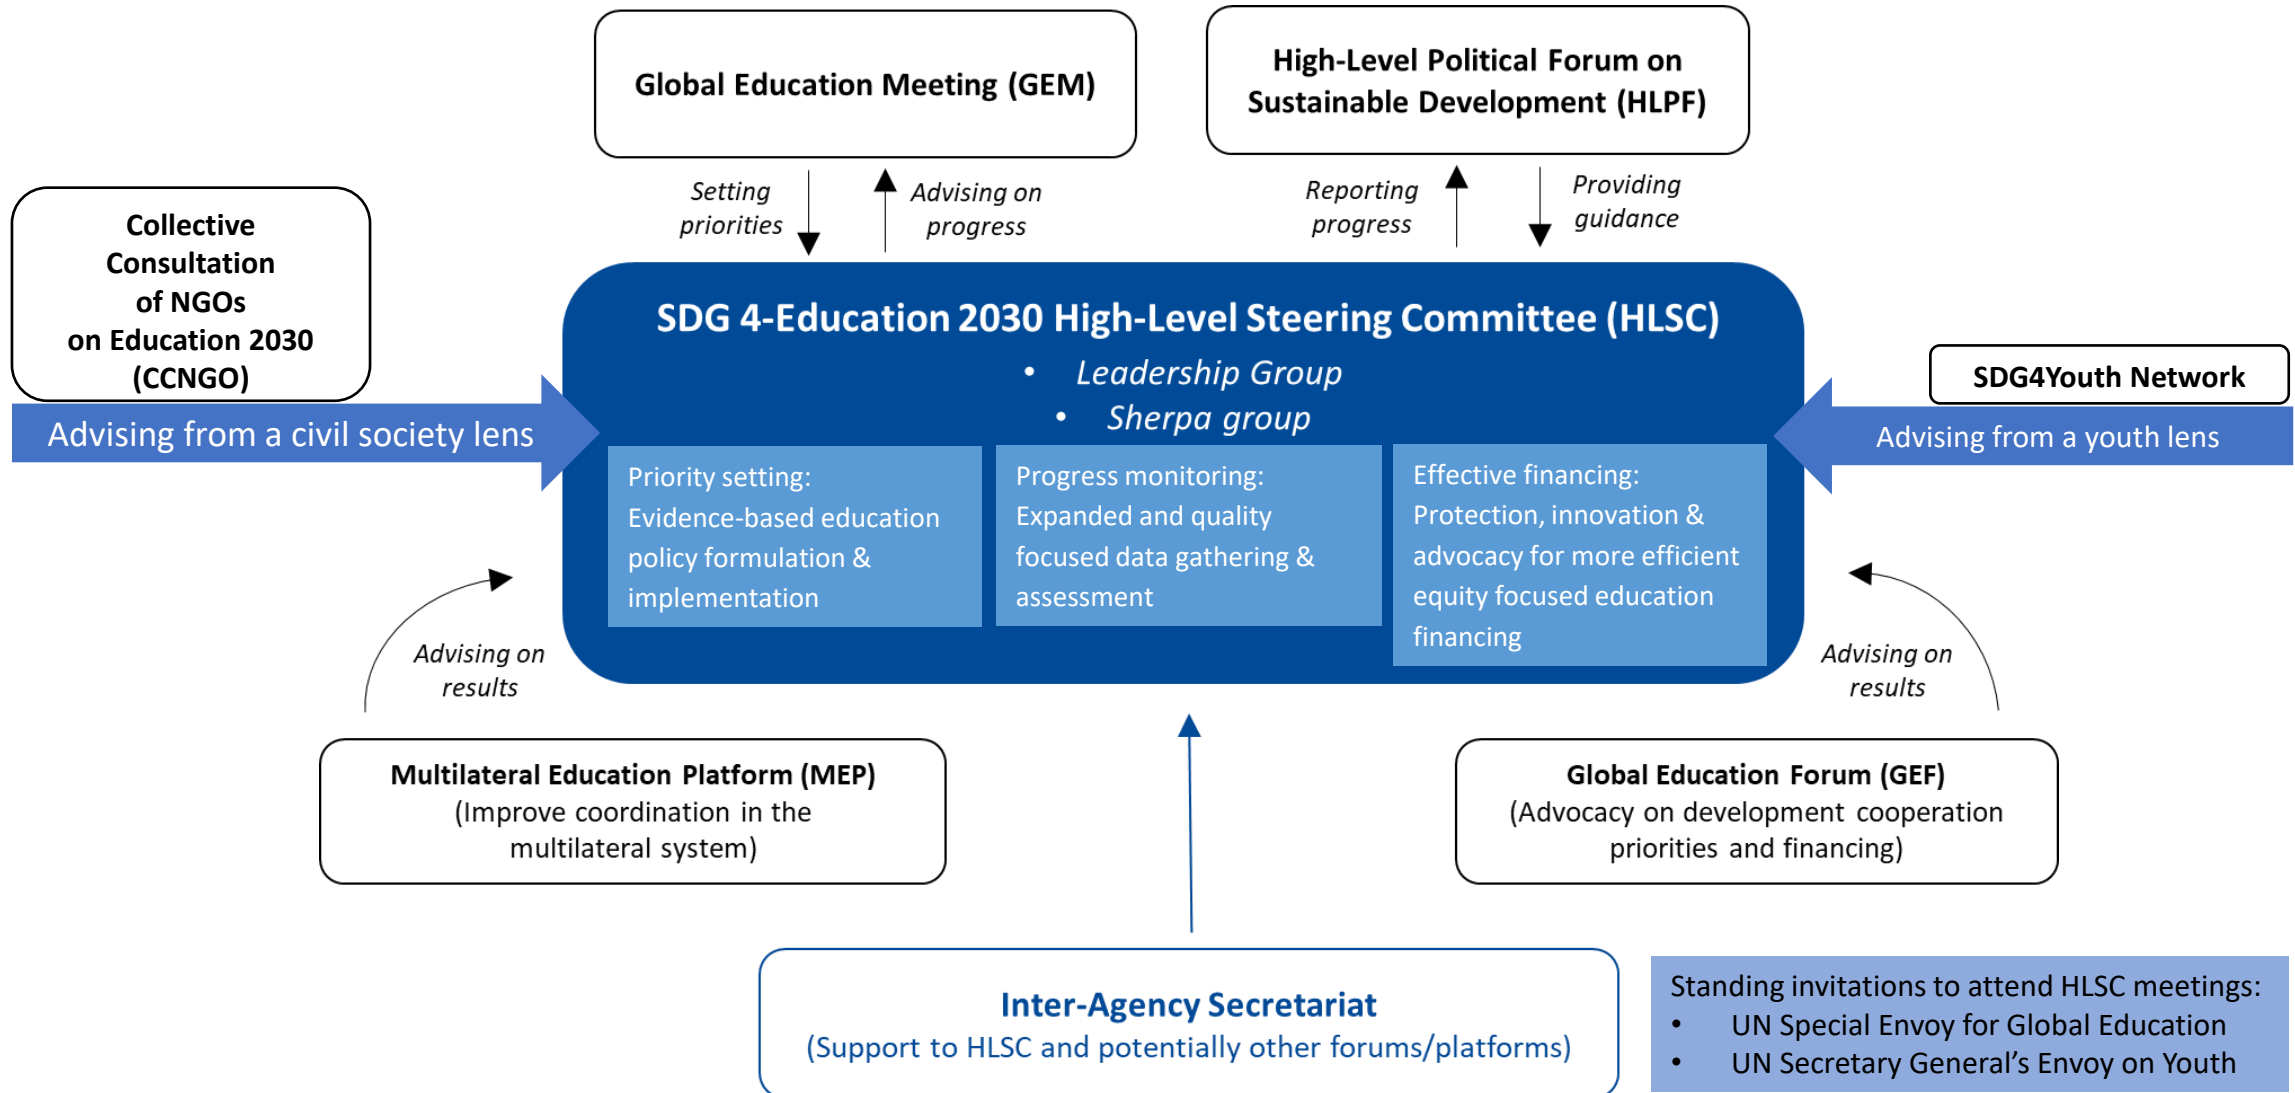 Global Education Meeting (GEM)
High-Level Political Forum on
Sustainable Development (HLPF)
Setting
priorities
Advising on
progress
Reporting
progress
Providing
guidance
Collective
Consultation
of NGOs
on Education 2030
(CCNGO)
Advising from a civil society lens
SDG 4-Education 2030 High-Level Steering Committee (HLSC)
• Leadership Group
• Sherpa group
Priority setting:
Evidence-based education
policy formulation &
implementation
Progress monitoring:
Expanded and quality
focused data gathering &
assessment
Effective financing:
Protection, innovation &
advocacy for more efficient
equity focused education
financing
SDG4Youth Network
Advising from a youth lens
Advising on
results
Advising on
results
Multilateral Education Platform (MEP)
(Improve coordination in the
multilateral system)
Global Education Forum (GEF)
(Advocacy on development cooperation
priorities and financing)
Inter-Agency Secretariat
(Support to HLSC and potentially other forums/platforms)
Standing invitations to attend HLSC meetings:
• UN Special Envoy for Global Education
• UN Secretary General’s Envoy on Youth